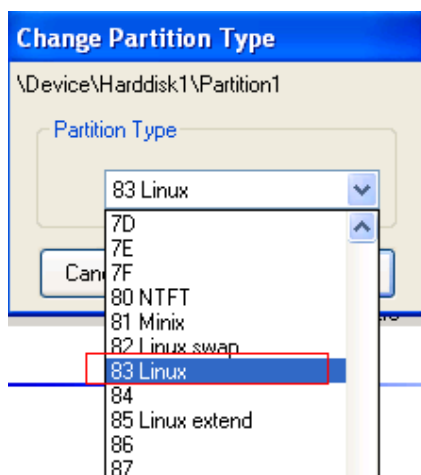 Change Partition Type
\Device\Harddisk1\Partition1
Partition Type
83 Linux
7D
7E
7F
80 NTFT
81 Minix
82 Linux swap
83 Linux
84
85 Linux extend
86
87